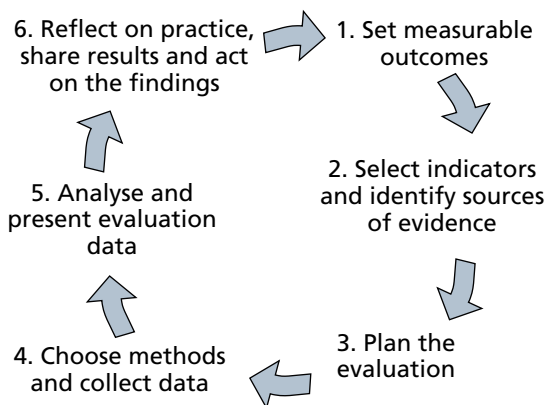 1. Set measurable
outcomes
2. Select indicators
and identify sources
of evidence
3. Plan the
evaluation
4. Choose methods
and collect data
5. Analyse and
present evaluation
data
6. Reflect on practice,
share results and act
on the findings